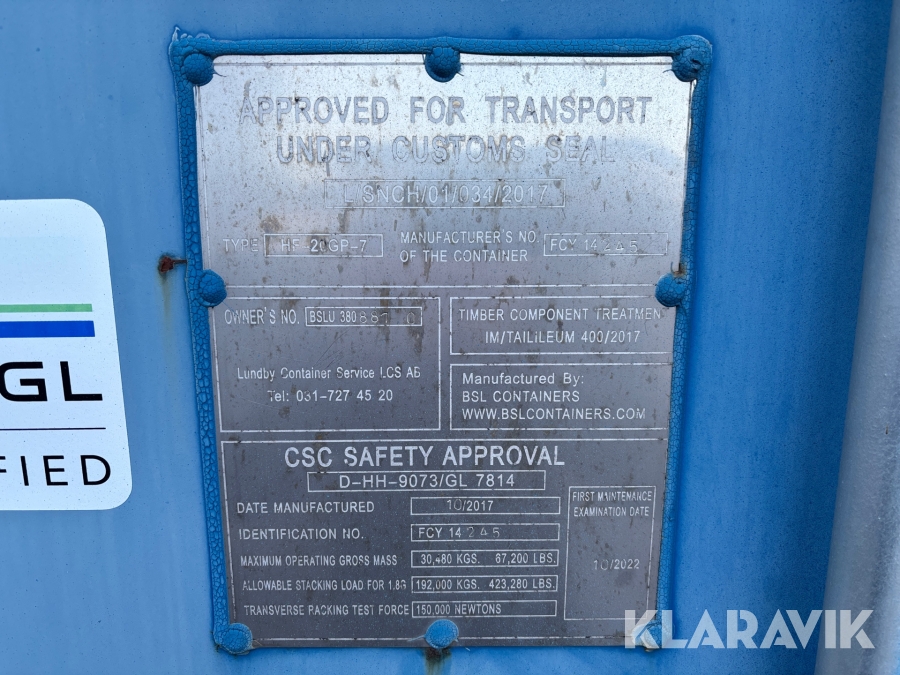 APPROVED FOR TRANSPORT
UNDER CUSTOMS SEAL
L/SNCH/01/034/2017
TYPE HF-20GP-7 MANUFACTURER'S NO. OF THE CONTAINER FCY 14245
OWNER'S NO. BSLU 380
Lundby Container Service LCS AB
Tel: 031-727 45 20
TIMBER COMPONENT TREATMEN
IM/TAILILEUM 400/2017
Manufactured By:
BSL CONTAINERS
WWW.BSLCONTAINERS.COM
CSC SAFETY APPROVAL
D-HH-9073/GL 7814
DATE MANUFACTURED 10/2017
IDENTIFICATION NO. FCY 14245
MAXIMUM OPERATING GROSS MASS 30,480 KGS. 67,200 LBS.
ALLOWABLE STACKING LOAD FOR 1.8G 192,000 KGS. 423,280 LBS.
TRANSVERSE RACKING TEST FORCE 150,000 NEWTONS
FIRST MAINTENANCE
EXAMINATION DATE
10/2022
GL
FIED
KLARAVIK